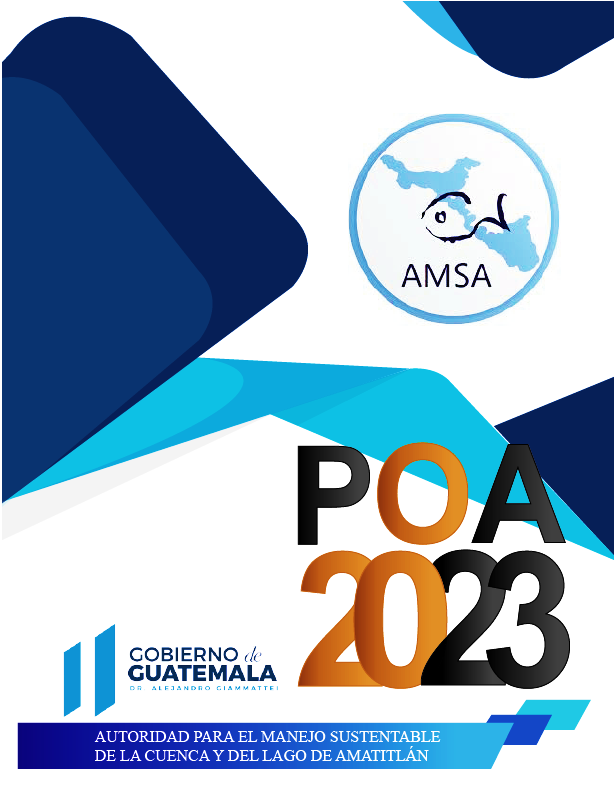 AMSA
POA
2023
GOBIERNO de
GUATEMALA
DR. ALEJANDRO GIAMMATTEI
AUTORIDAD PARA EL MANEJO SUSTENTABLE
DE LA CUENCA Y DEL LAGO DE AMATITLÁN